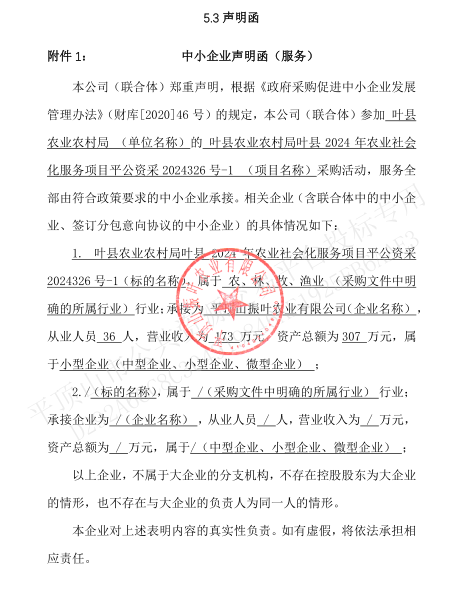 5.3 声明函
附件 1：
中小企业声明函（服务）
本公司（联合体）郑重声明，根据《政府采购促进中小企业发展
管理办法》（财库[2020]46 号）的规定，本公司（联合体）参加 叶县
农业农村局 （单位名称）的 叶县农业农村局叶县 2024 年农业社会
化服务项目平公资采 2024326 号-1 （项目名称）采购活动，服务全
部由符合政策要求的中小企业承接。相关企业（含联合体中的中小企
业、签订分包意向协议的中小企业）的具体情况如下：
1. 叶县农业农村局叶县 2024 年农业社会化服务项目平公资采
2024326 号-1（标的名称），属于 农、林、牧、渔业 （采购文件中明
确的所属行业）行业；承接为 平顶山振叶农业有限公司（企业名称），
从业人员 36 人，营业收入为 173 万元，资产总额为 307 万元，属
于小型企业（中型企业、小型企业、微型企业） ；
2./（标的名称），属于 /（采购文件中明确的所属行业）行业；
承接企业为 /（企业名称） ，从业人员 / 人，营业收入为 / 万元，
资产总额为 / 万元，属于/（中型企业、小型企业、微型企业） ；
以上企业，不属于大企业的分支机构，不存在控股股东为大企业
的情形，也不存在与大企业的负责人为同一人的情形。
本企业对上述表明内容的真实性负责。如有虚假，将依法承担相
应责任。
平顶山振叶农业有限公司